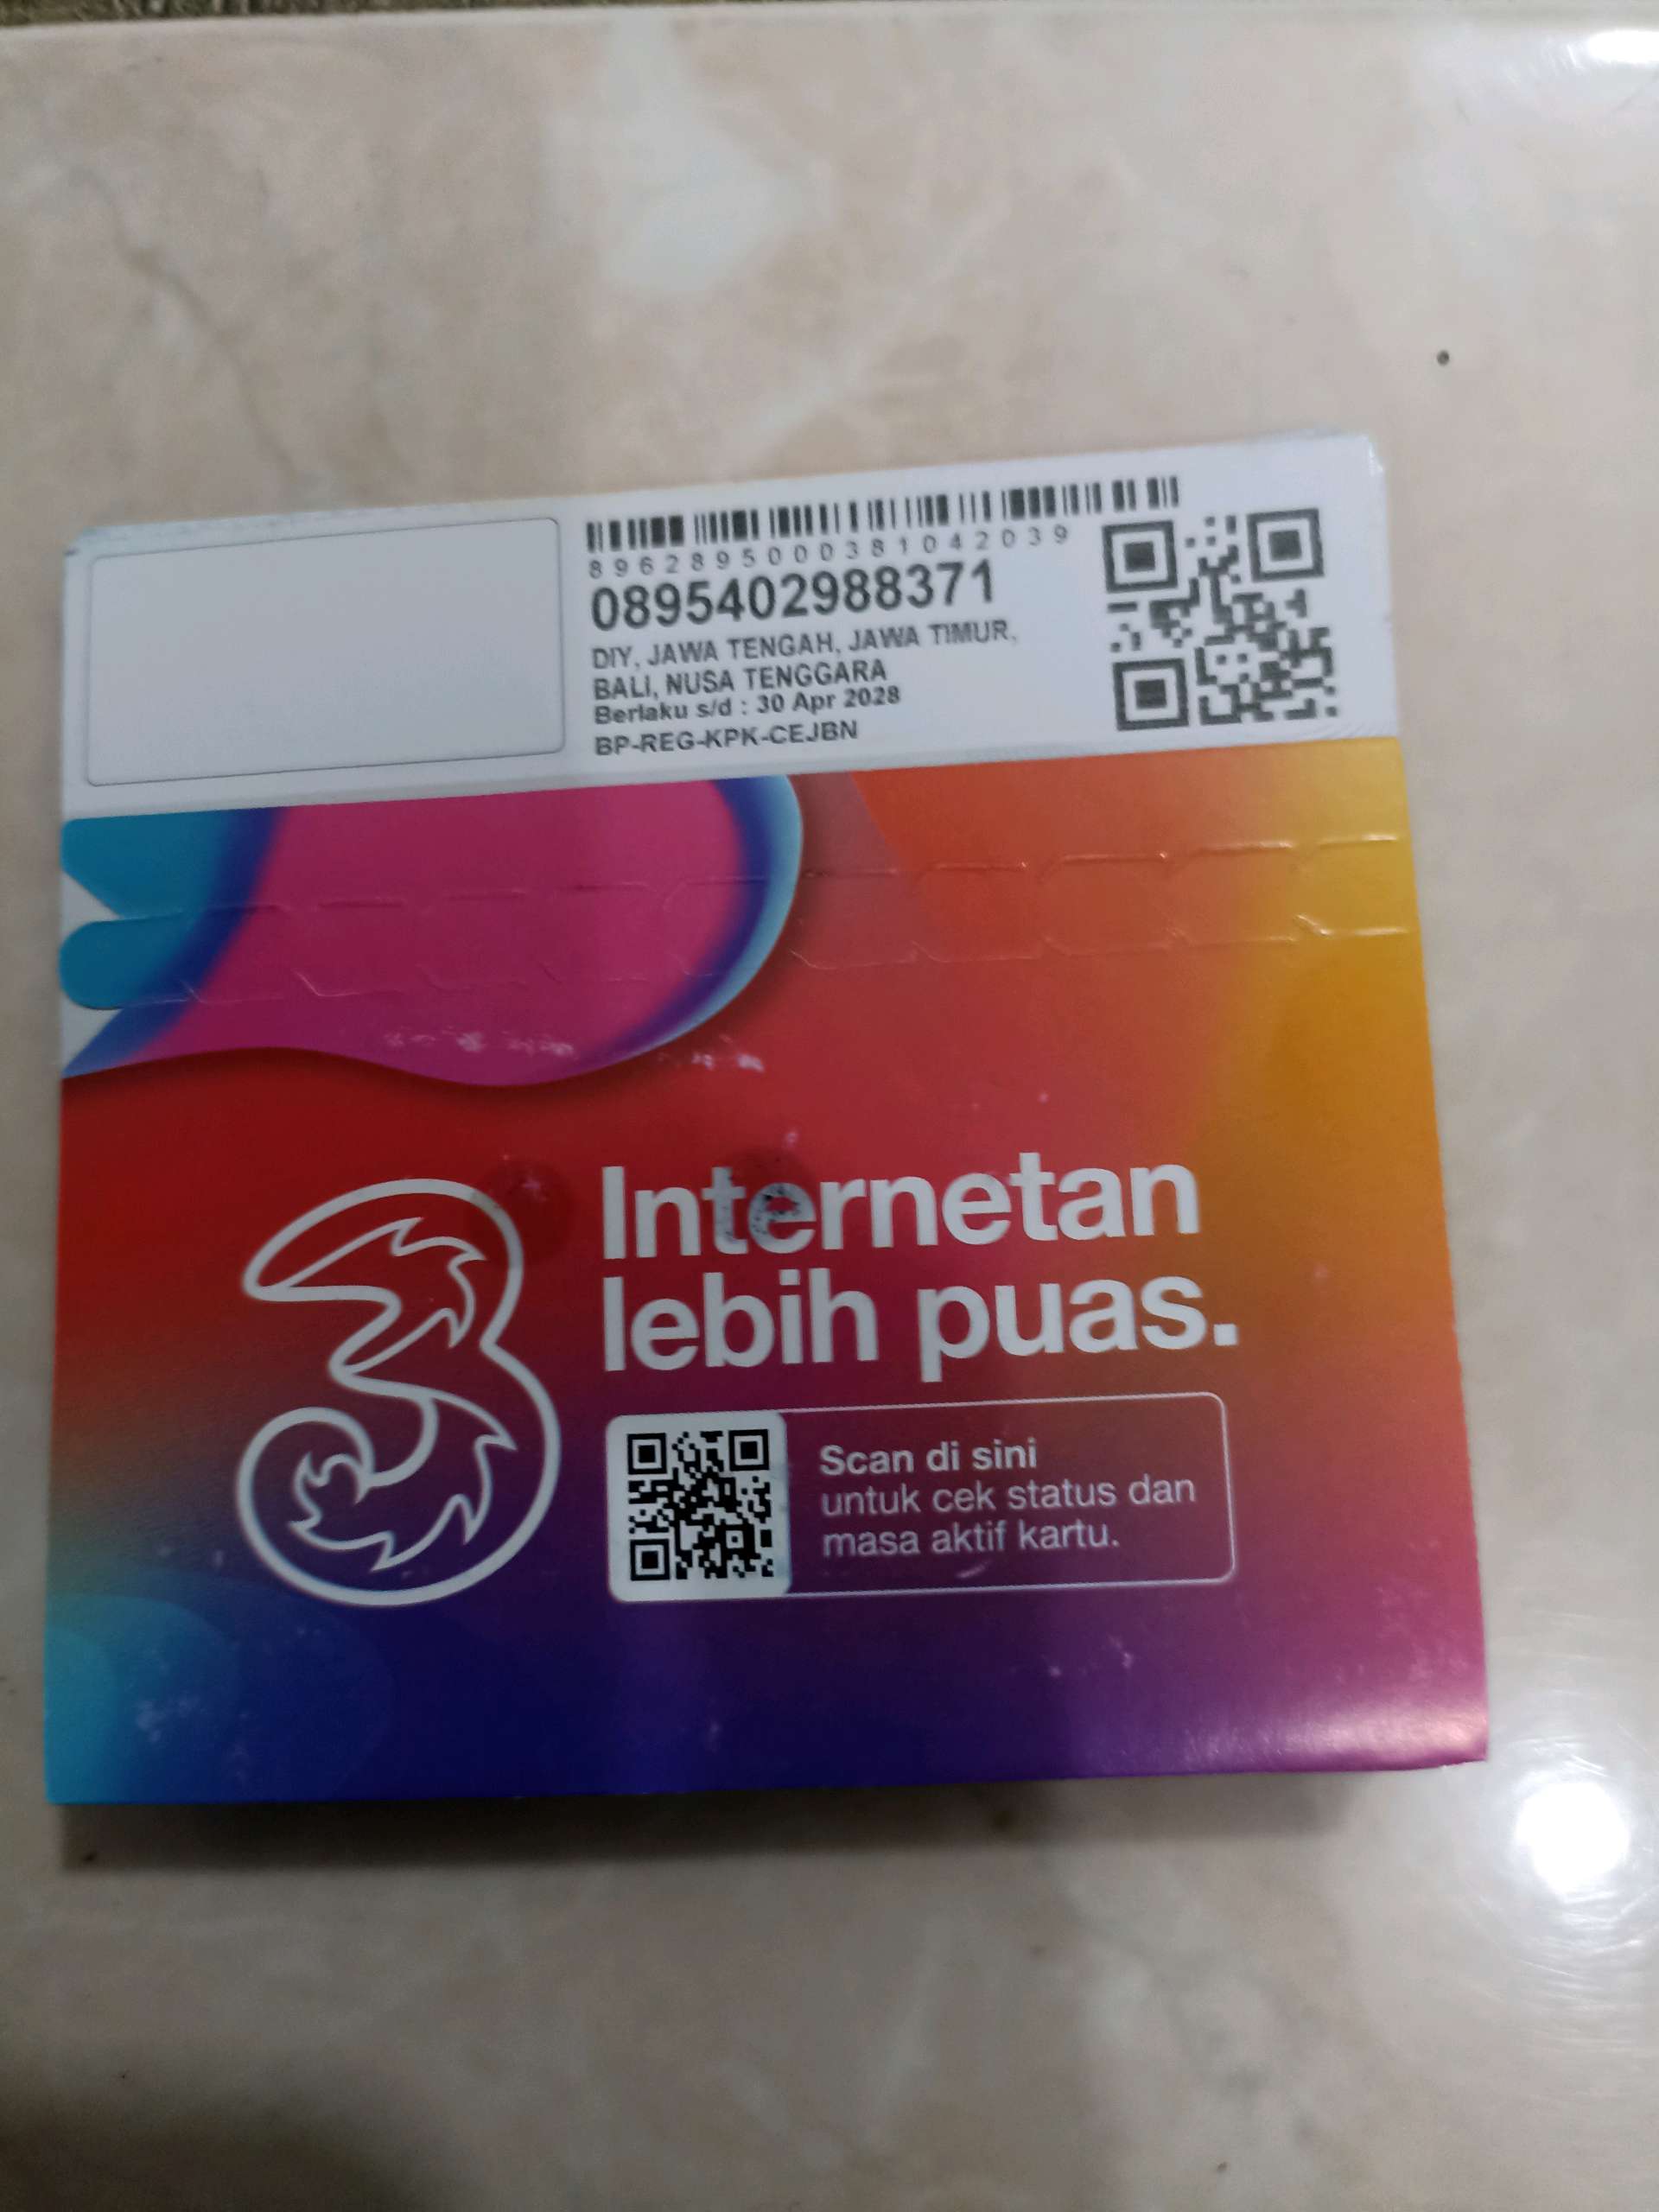 8962895000381042039
0895402988371
DIY, JAWA TENGAH, JAWA TIMUR,
BALI, NUSA TENGGARA
Berlaku s/d : 30 Apr 2028
BP-REG-KPK-CEJBN
3
Internetan
lebih puas.
Scan di sini
untuk cek status dan
masa aktif kartu.